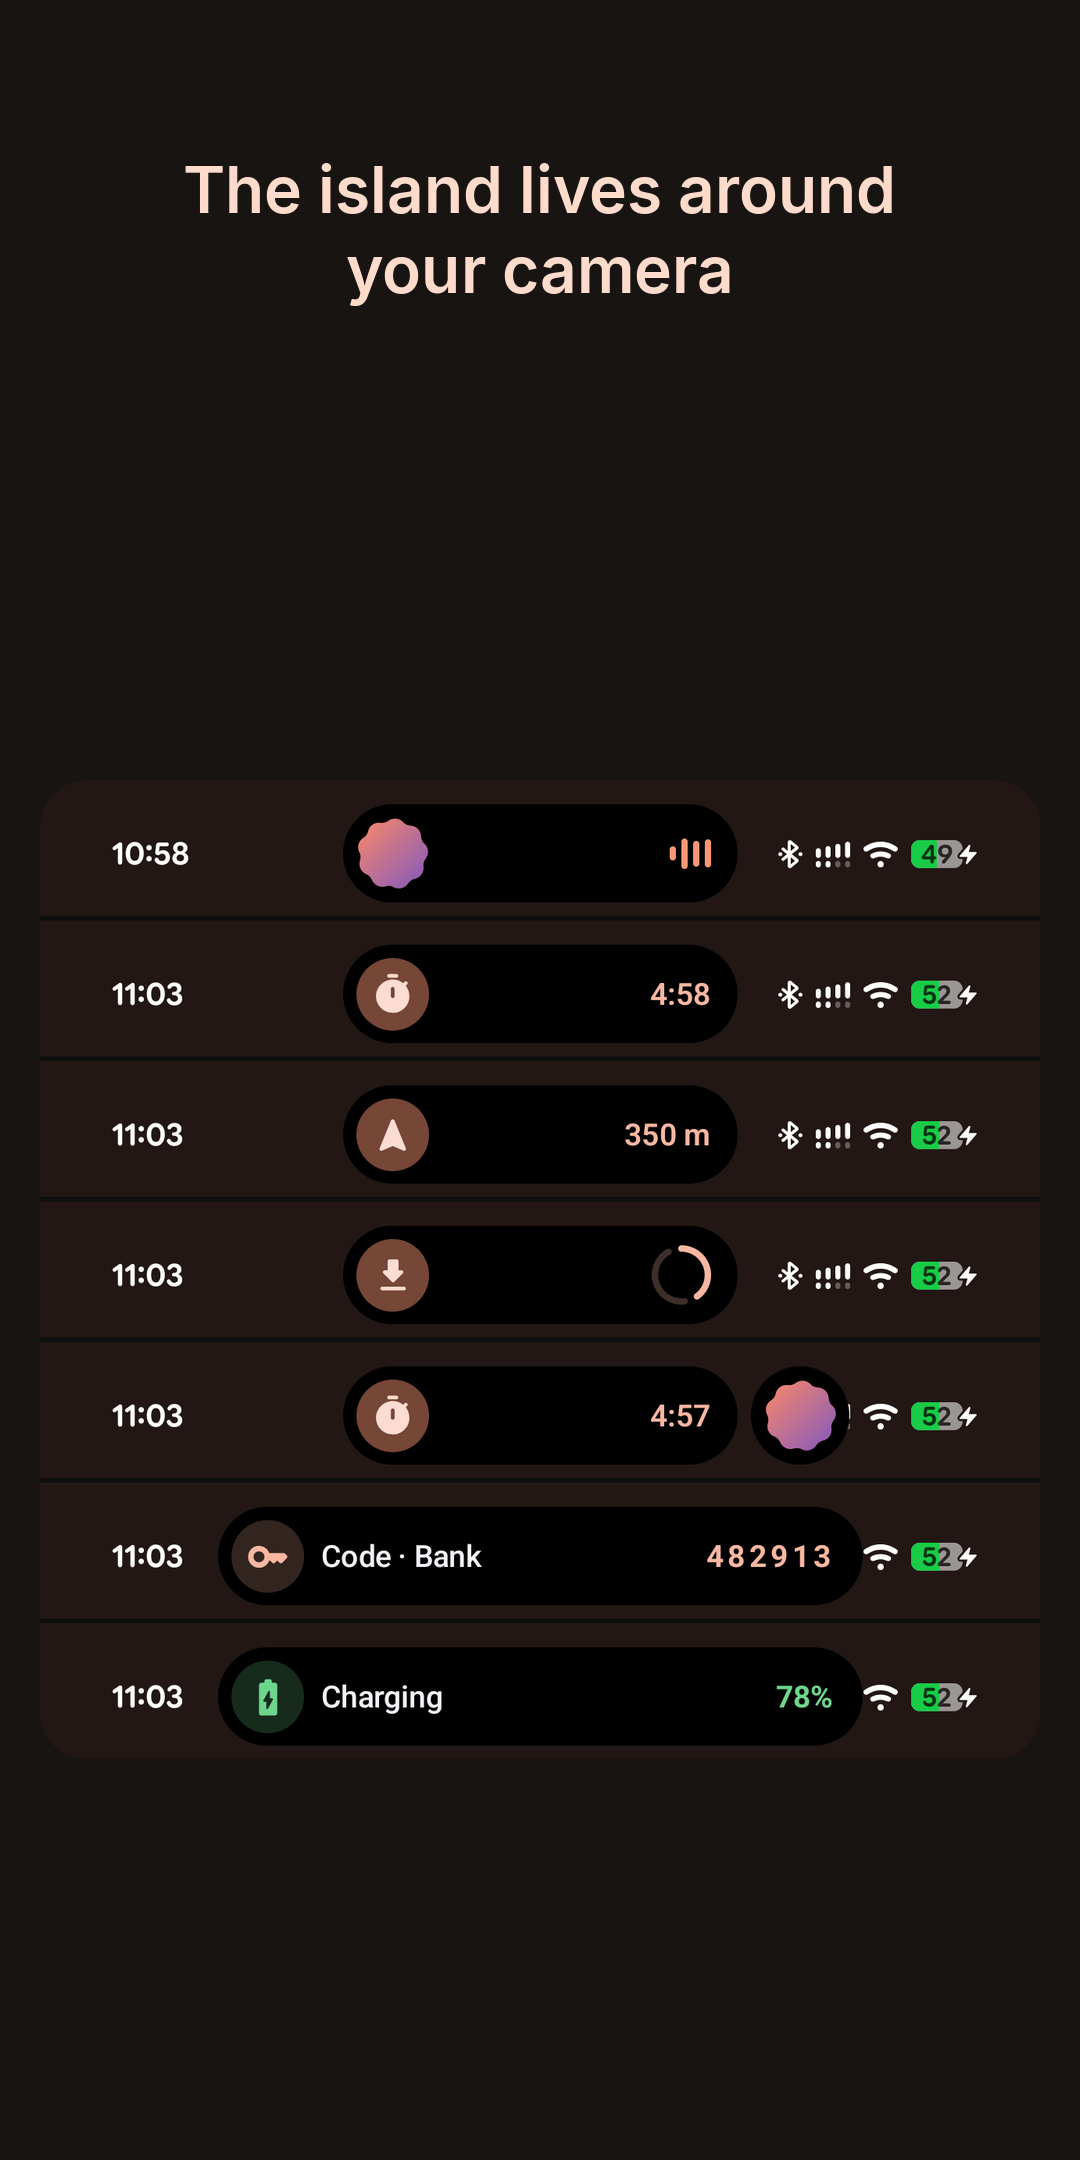 The island lives around
your camera
10:58 49
11:03 4:58 52
11:03 350 m 52
11:03 52
11:03 4:57 52
11:03 Code · Bank 482913 52
11:03 Charging 78% 52